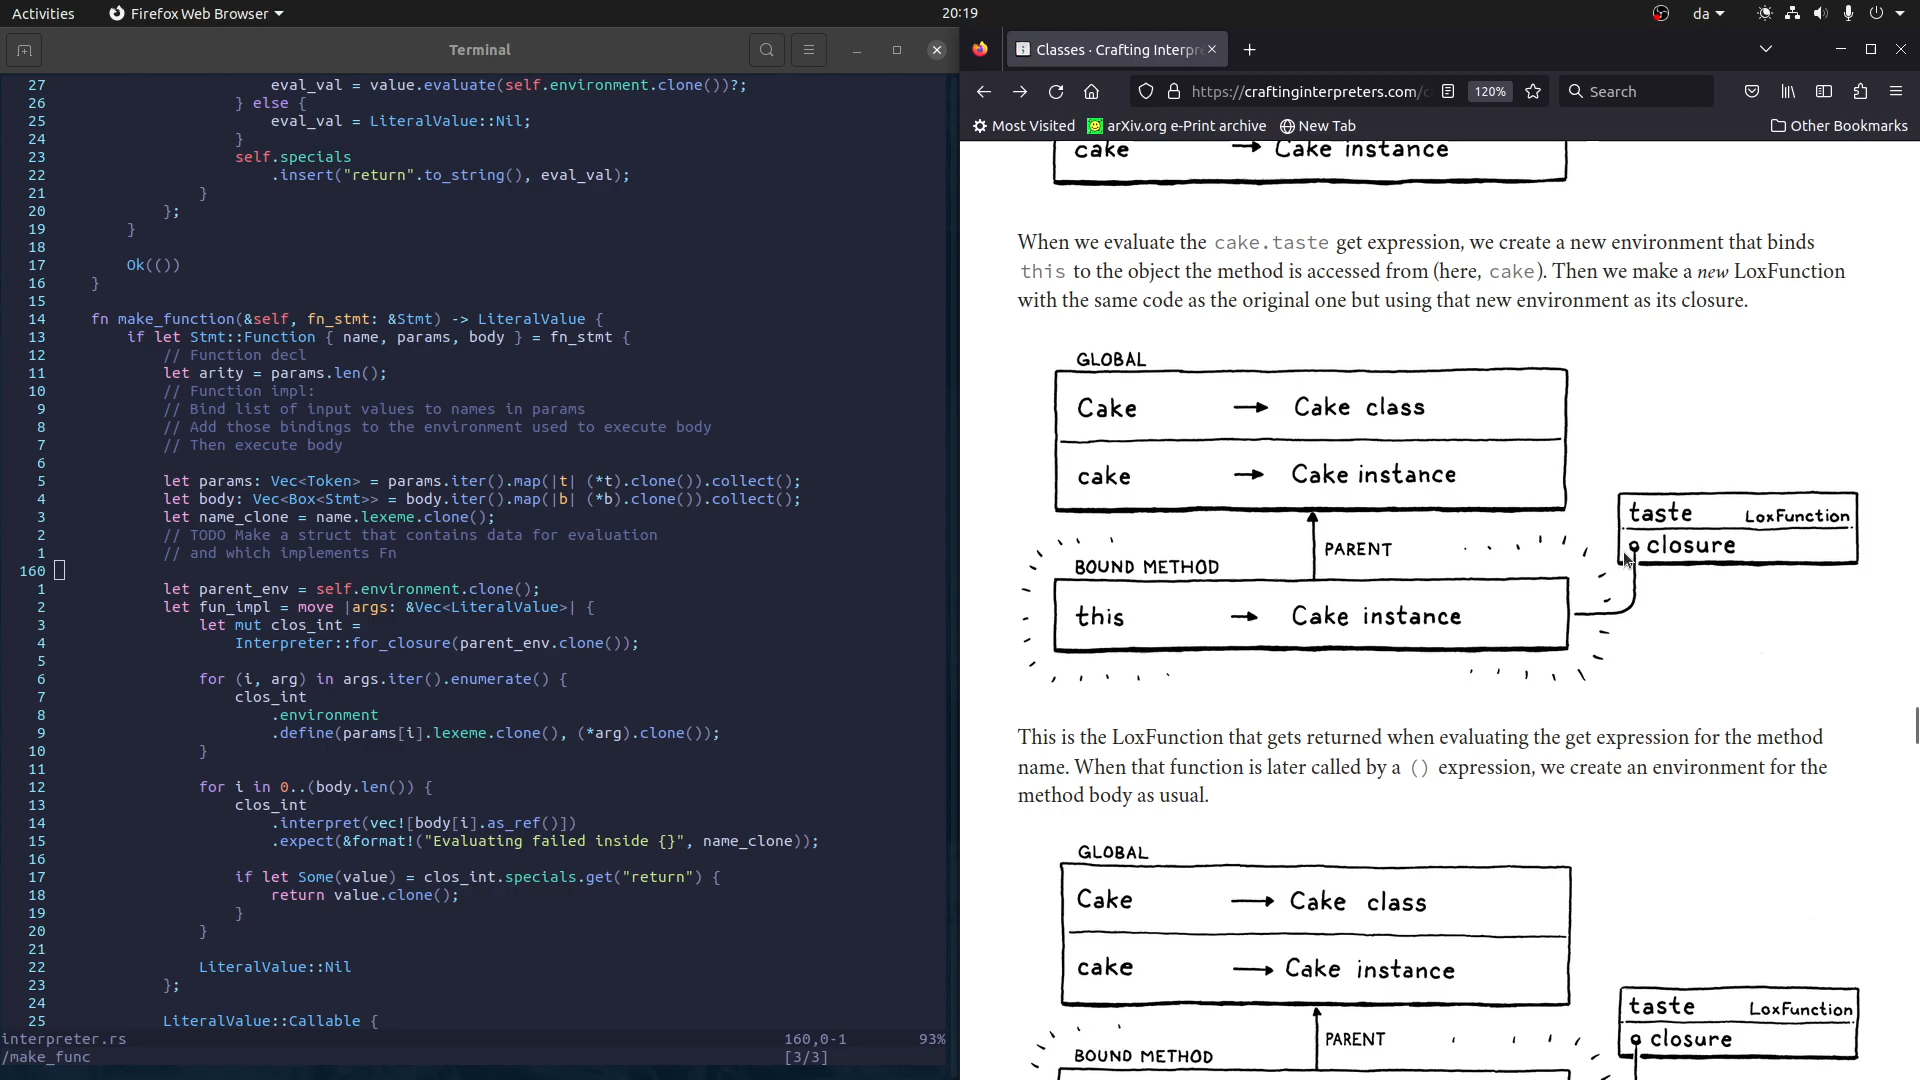 Activities
Firefox Web Browser
20:19
da
Terminal
27 eval_val = value.evaluate(self.environment.clone())?;
26 } else {
25 eval_val = LiteralValue::Nil;
24 }
23 self.specials
22 .insert("return".to_string(), eval_val);
21 }
20 };
19 }
18
17 Ok(())
16 }
15
14 fn make_function(&self, fn_stmt: &Stmt) -> LiteralValue {
13 if let Stmt::Function { name, params, body } = fn_stmt {
12 // Function decl
11 let arity = params.len();
10 // Function impl:
9 // Bind list of input values to names in params
8 // Add those bindings to the environment used to execute body
7 // Then execute body
6
5 let params: Vec<Token> = params.iter().map(|t| (*t).clone()).collect();
4 let body: Vec<Box<Stmt>> = body.iter().map(|b| (*b).clone()).collect();
3 let name_clone = name.lexeme.clone();
2 // TODO Make a struct that contains data for evaluation
1 // and which implements Fn
160
1 let parent_env = self.environment.clone();
2 let fun_impl = move |args: &Vec<LiteralValue>| {
3 let mut clos_int =
4 Interpreter::for_closure(parent_env.clone());
5
6 for (i, arg) in args.iter().enumerate() {
7 clos_int
8 .environment
9 .define(params[i].lexeme.clone(), (*arg).clone());
10 }
11
12 for i in 0..(body.len()) {
13 clos_int
14 .interpret(vec![body[i].as_ref()])
15 .expect(&format!("Evaluating failed inside {}", name_clone));
16
17 if let Some(value) = clos_int.specials.get("return") {
18 return value.clone();
19 }
20 }
21
22 LiteralValue::Nil
23 };
24
25 LiteralValue::Callable {
interpreter.rs 160,0-1 93%
/make_func [3/3]
Classes · Crafting Interpr
https://craftinginterpreters.com/c
120%
Search
Most Visited
arXiv.org e-Print archive
New Tab
Other Bookmarks
cake → Cake instance
When we evaluate the cake.taste get expression, we create a new environment that binds
this to the object the method is accessed from (here, cake). Then we make a new LoxFunction
with the same code as the original one but using that new environment as its closure.
GLOBAL
Cake → Cake class
cake → Cake instance
taste LoxFunction
closure
PARENT
BOUND METHOD
this → Cake instance
This is the LoxFunction that gets returned when evaluating the get expression for the method
name. When that function is later called by a () expression, we create an environment for the
method body as usual.
GLOBAL
Cake → Cake class
cake → Cake instance
taste LoxFunction
closure
PARENT
BOUND METHOD